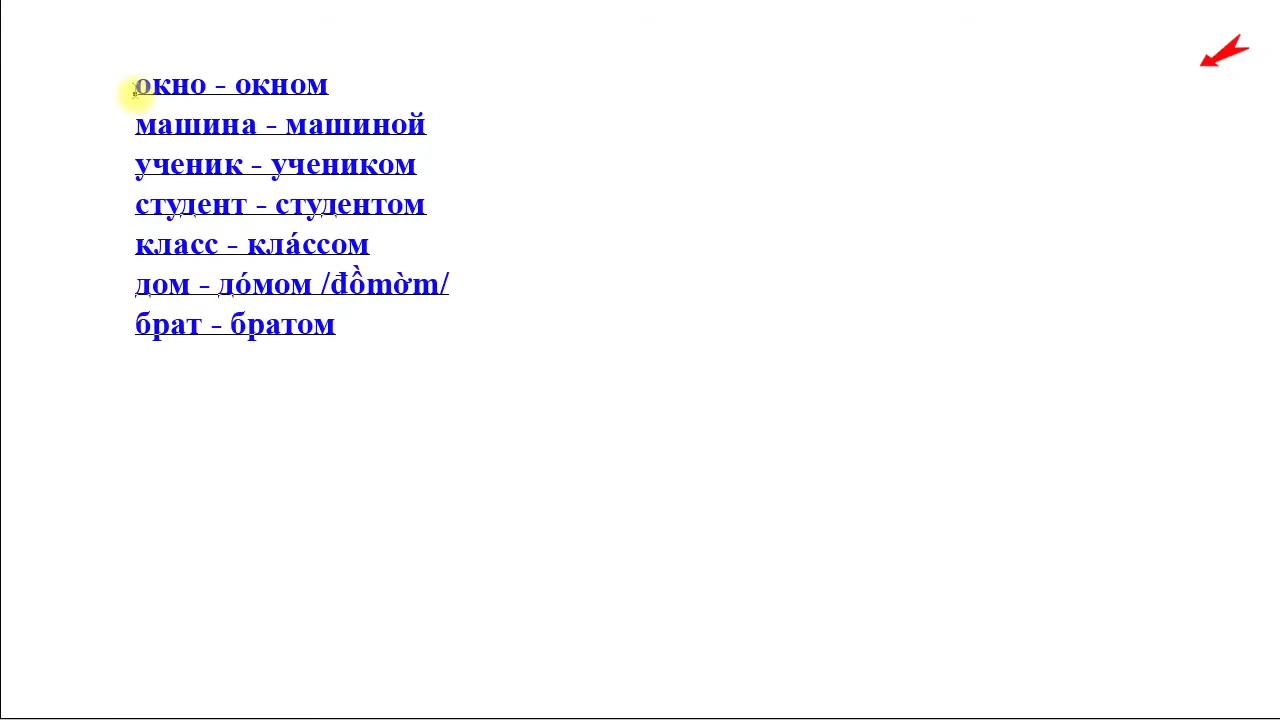 окно - окном
машина - машиной
ученик - учеником
студент - студентом
класс - кла́ссом
дом - до́мом /đồmờm/
брат - братом